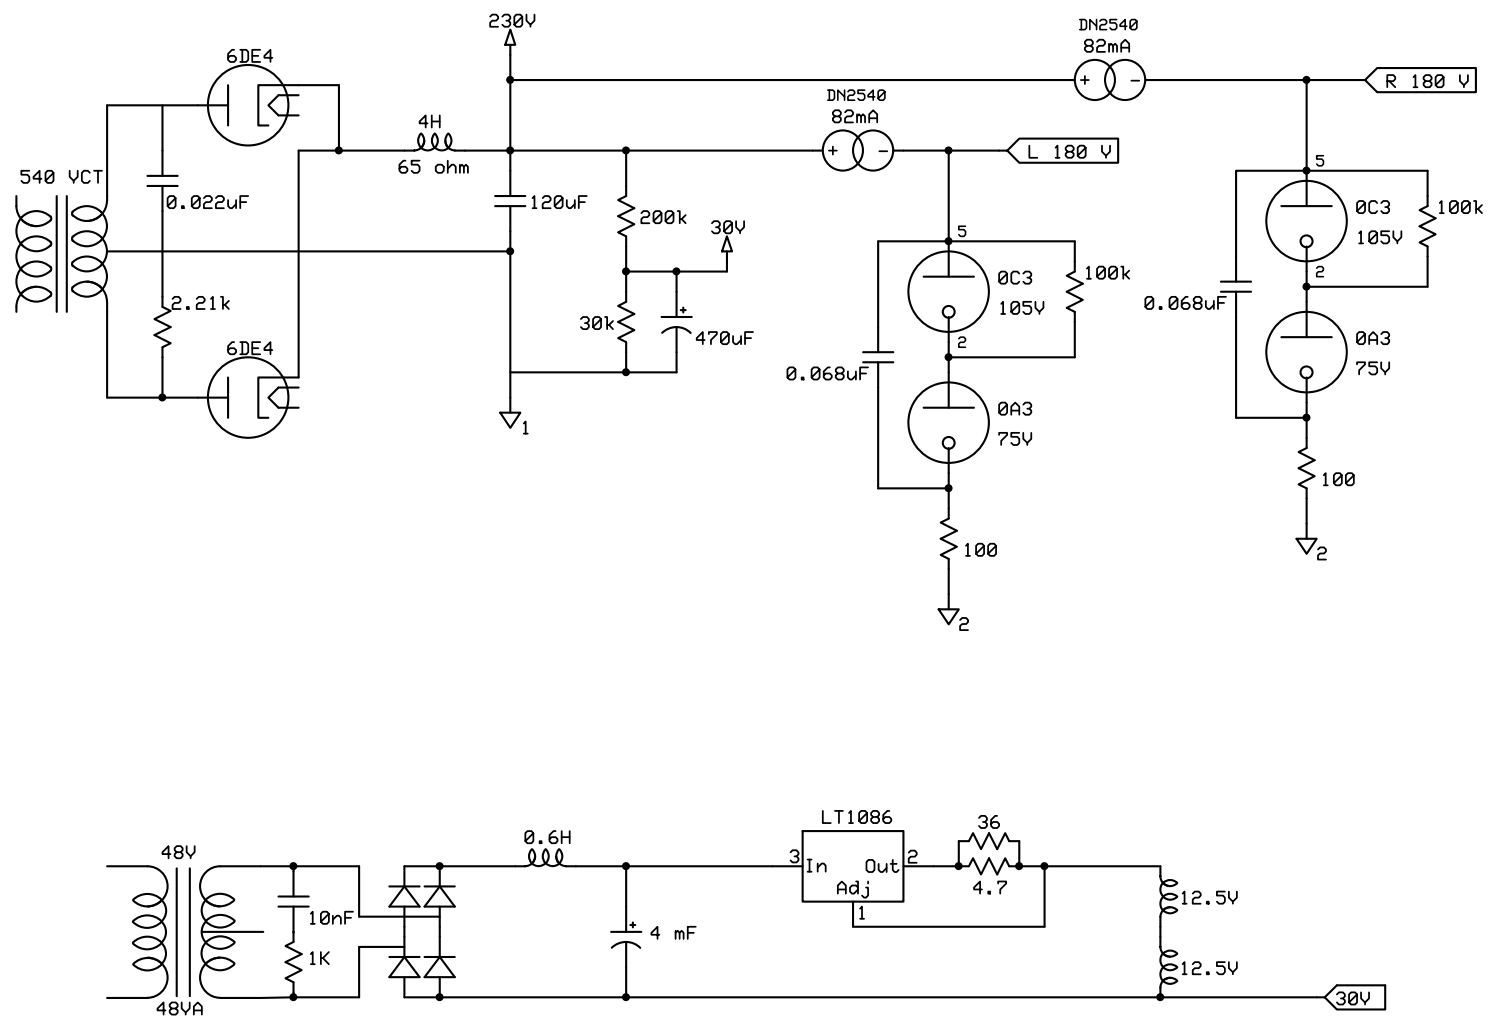 230V
DN2540
82mA
6DE4
R 180 V
DN2540
82mA
4H
65 ohm
L 180 V
540 VCT
0.022uF
120uF
200k
30V
5
0C3
105V
100k
2
0.068uF
0A3
75V
100
2
5
0C3
105V
100k
2
0.068uF
0A3
75V
100
2
2.21k
30k
+
470uF
6DE4
1
+ -
+ -
48V
48VA
10nF
1K
0.6H
+
4 mF
LT1086
3
In
Out
2
Adj
1
36
4.7
12.5V
12.5V
30V